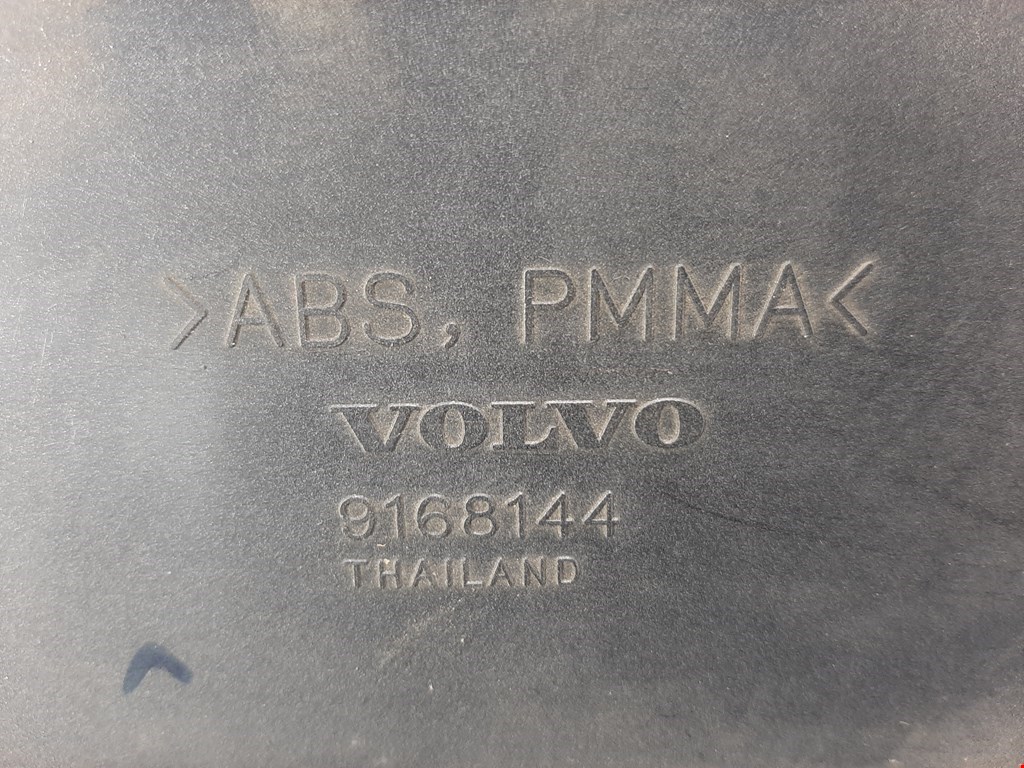 >ABS, PMMA<
VOLVO
9168144
THAILAND